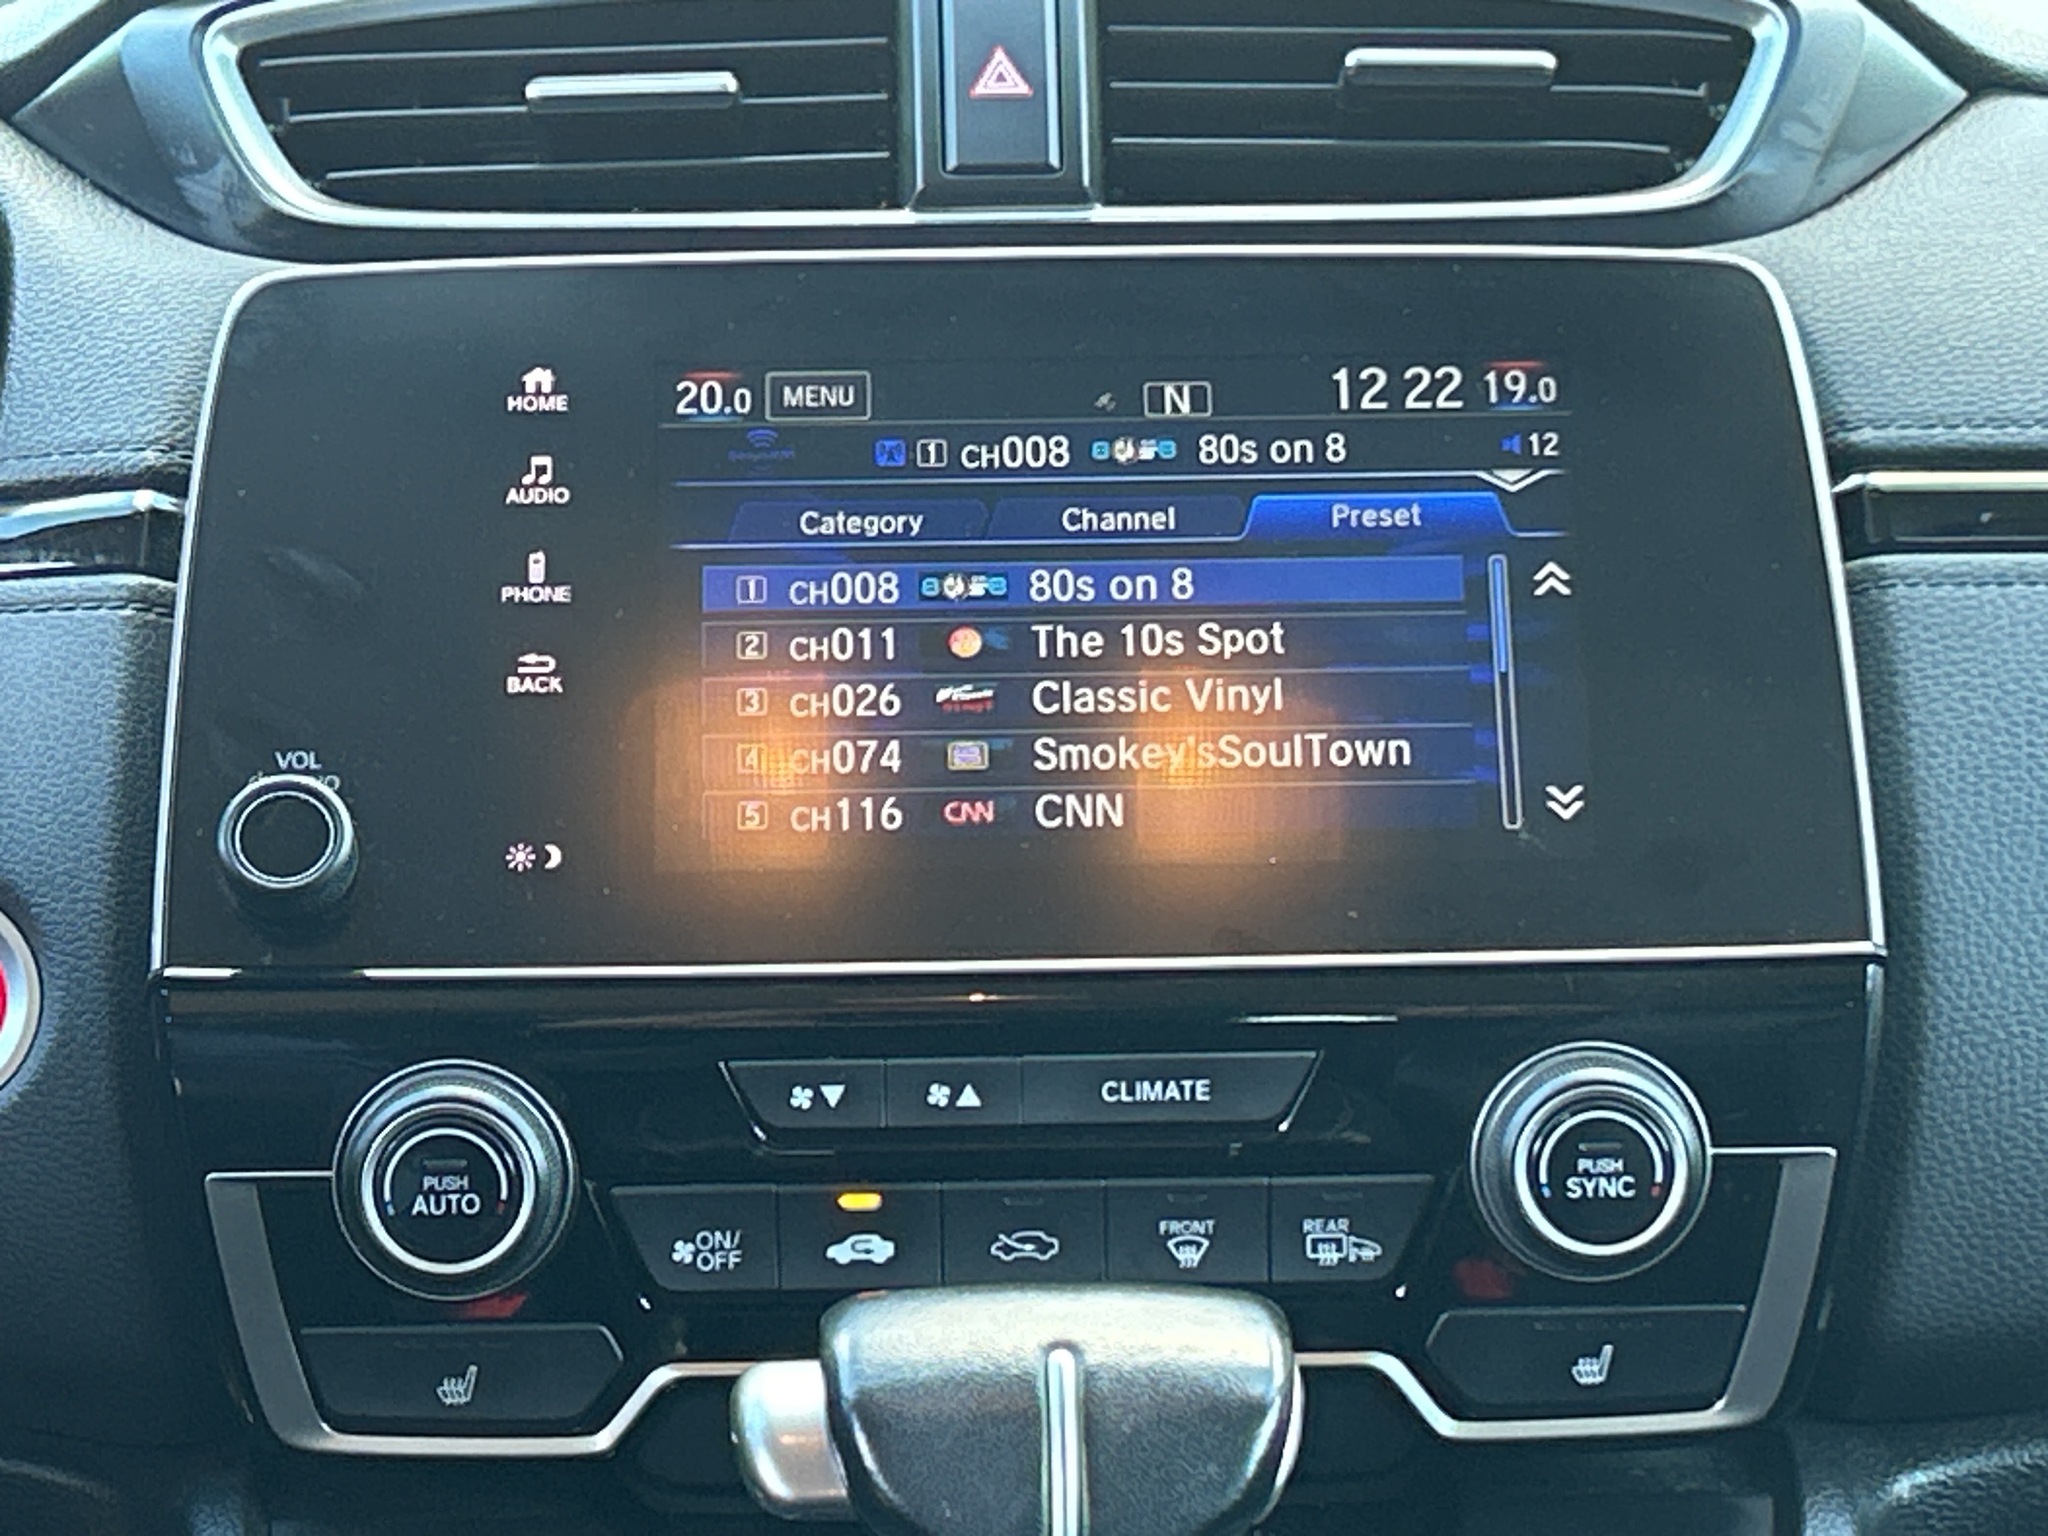 20.0 MENU N 12 22 19.0
1 CH008 80s on 8 12
Category Channel Preset
1 CH008 80s on 8
2 CH011 The 10s Spot
3 CH026 Classic Vinyl
4 CH074 Smokey'sSoulTown
5 CH116 CNN CNN
HOME
AUDIO
PHONE
BACK
VOL
CLIMATE
PUSH
AUTO
ON/
OFF
FRONT
REAR
PUSH
SYNC